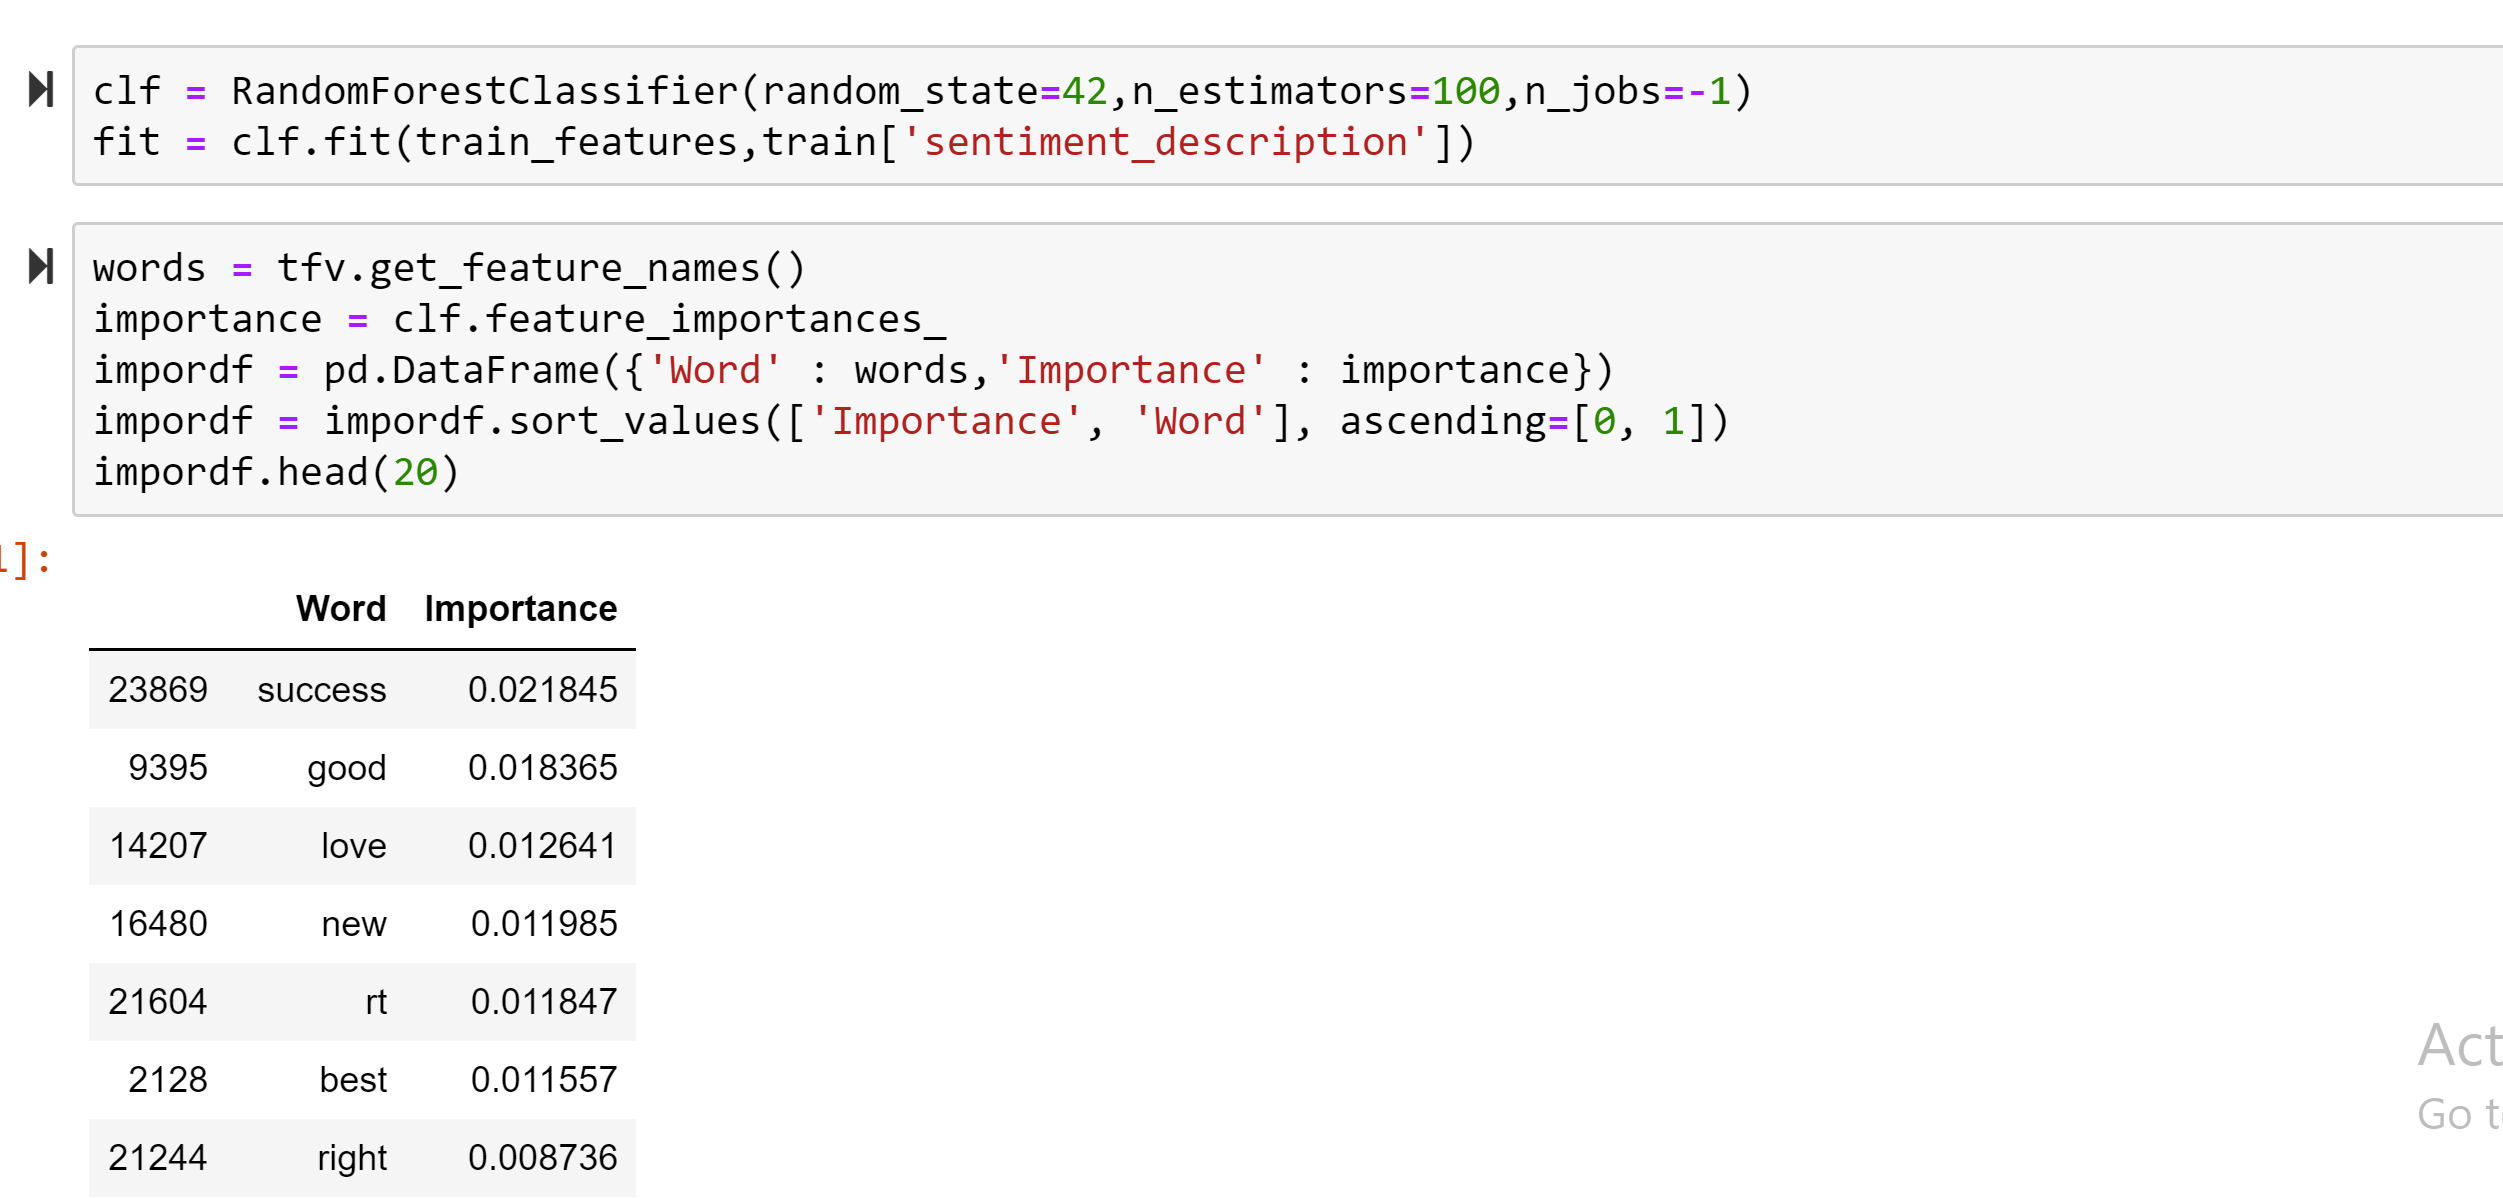 clf = RandomForestClassifier(random_state=42,n_estimators=100,n_jobs=-1)
fit = clf.fit(train_features,train['sentiment_description'])
words = tfv.get_feature_names()
importance = clf.feature_importances_
impordf = pd.DataFrame({'Word' : words,'Importance' : importance})
impordf = impordf.sort_values(['Importance', 'Word'], ascending=[0, 1])
impordf.head(20)
1]:
Word Importance
23869 success 0.021845
9395 good 0.018365
14207 love 0.012641
16480 new 0.011985
21604 rt 0.011847
2128 best 0.011557
21244 right 0.008736
Act
Go t